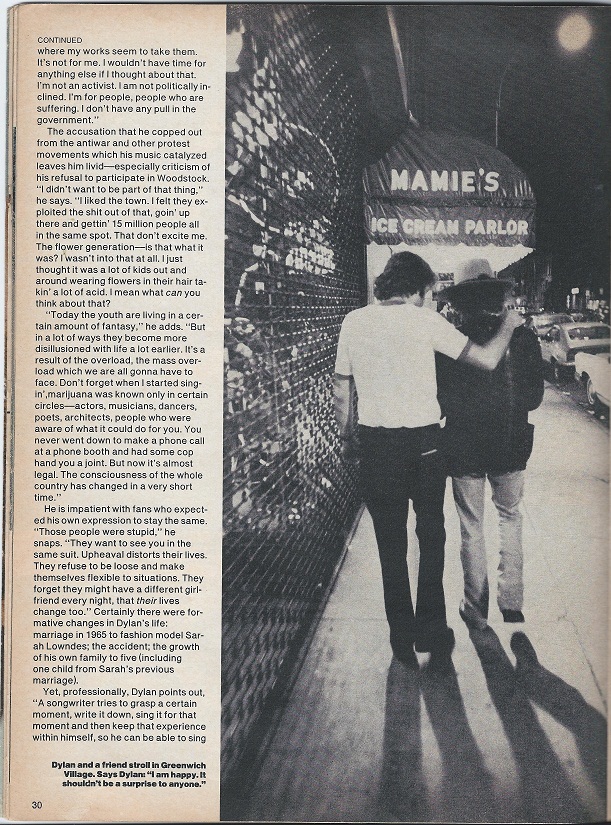 CONTINUED
where my works seem to take them.
It's not for me. I wouldn't have time for
anything else if I thought about that.
I'm not an activist. I am not politically in-
clined. I'm for people, people who are
suffering. I don't have any pull in the
government."
The accusation that he copped out
from the antiwar and other protest
movements which his music catalyzed
leaves him livid—especially criticism of
his refusal to participate in Woodstock.
"I didn't want to be part of that thing,"
he says. "I liked the town. I felt they ex-
ploited the shit out of that, goin' up
there and gettin' 15 million people all
in the same spot. That don't excite me.
The flower generation—is that what it
was? I wasn't into that at all. I just
thought it was a lot of kids out and
around wearing flowers in their hair ta-
kin' a lot of acid. I mean what can you
think about that?
"Today the youth are living in a cer-
tain amount of fantasy," he adds. "But
in a lot of ways they become more
disillusioned with life a lot earlier. It's a
result of the overload, the mass over-
load which we are all gonna have to
face. Don't forget when I started sing-
in', marijuana was known only in certain
circles—actors, musicians, dancers,
poets, architects, people who were
aware of what it could do for you. You
never went down to make a phone call
at a phone booth and had some cop
hand you a joint. But now it's almost
legal. The consciousness of the whole
country has changed in a very short
time."
He is impatient with fans who expect-
ed his own expression to stay the same.
"Those people were stupid," he
snaps. "They want to see you in the
same suit. Upheaval distorts their lives.
They refuse to be loose and make
themselves flexible to situations. They
forget they might have a different girl-
friend every night, that their lives
change too." Certainly there were for-
mative changes in Dylan's life:
marriage in 1965 to fashion model Sar-
ah Lowndes; the accident; the growth
of his own family to five (including
one child from Sarah's previous
marriage).
Yet, professionally, Dylan points out,
"A songwriter tries to grasp a certain
moment, write it down, sing it for that
moment and then keep that experience
within himself, so he can be able to sing
Dylan and a friend stroll in Greenwich
Village. Says Dylan: "I am happy. It
shouldn't be a surprise to anyone."
30
MAMIE'S
ICE CREAM PARLOR